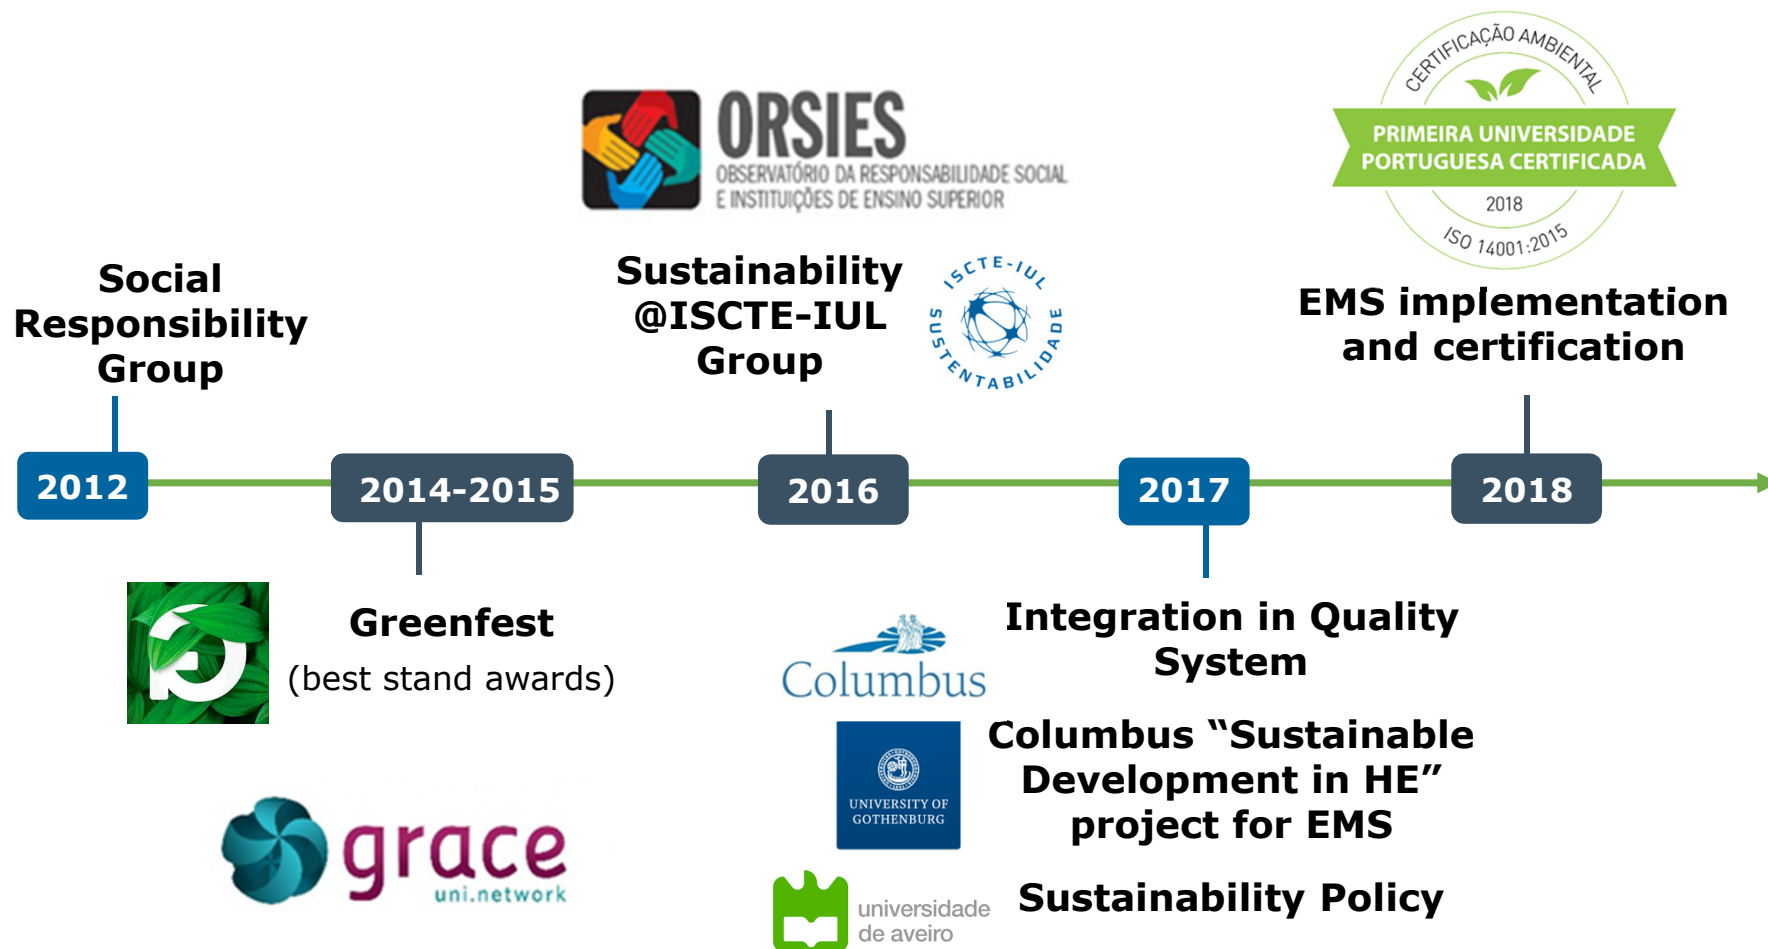 CERTIFICAÇÃO AMBIENTAL
PRIMEIRA UNIVERSIDADE
PORTUGUESA CERTIFICADA
2018
ISO 14001:2015
ORSIES
OBSERVATÓRIO DA RESPONSABILIDADE SOCIAL
E INSTITUIÇÕES DE ENSINO SUPERIOR
Social
Responsibility
Group
Sustainability
@ISCTE-IUL
Group
ISCTE-IUL
SUSTENTABILIDADE
EMS implementation
and certification
2012
2014-2015
2016
2017
2018
Greenfest
(best stand awards)
grace
uni.network
Columbus
Integration in Quality
System
UNIVERSITY OF
GOTHENBURG
Columbus “Sustainable
Development in HE”
project for EMS
universidade
de aveiro
Sustainability Policy